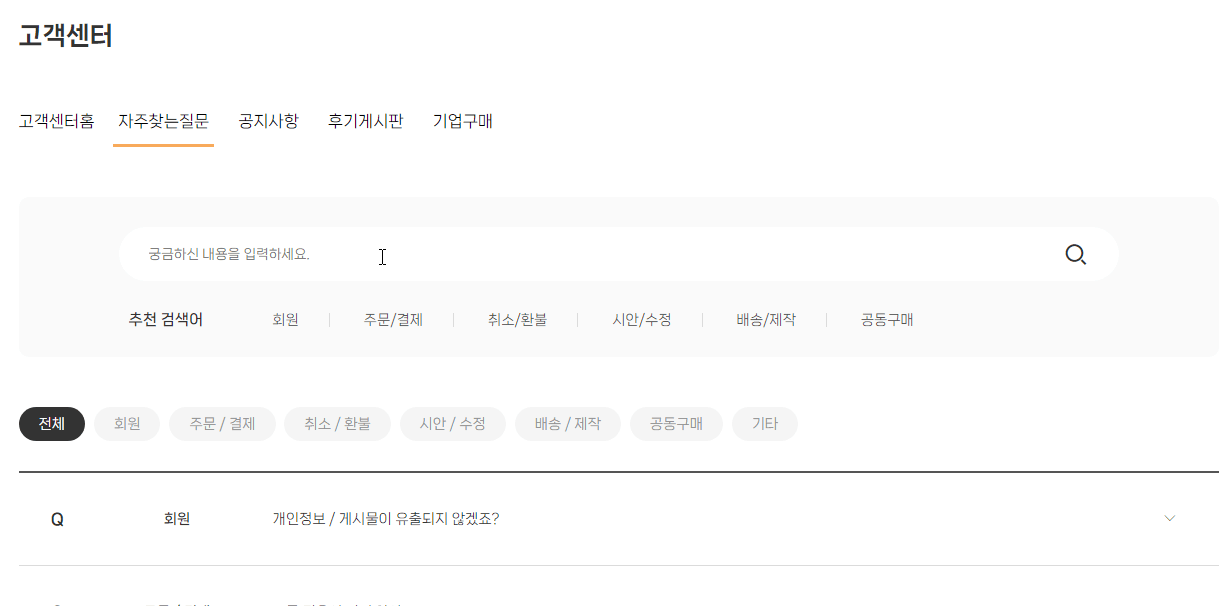 고객센터
고객센터홈 자주찾는질문 공지사항 후기게시판 기업구매
궁금하신 내용을 입력하세요.
추천 검색어 회원 주문/결제 취소/환불 시안/수정 배송/제작 공동구매
전체 회원 주문 / 결제 취소 / 환불 시안 / 수정 배송 / 제작 공동구매 기타
Q 회원 개인정보 / 게시물이 유출되지 않겠죠?